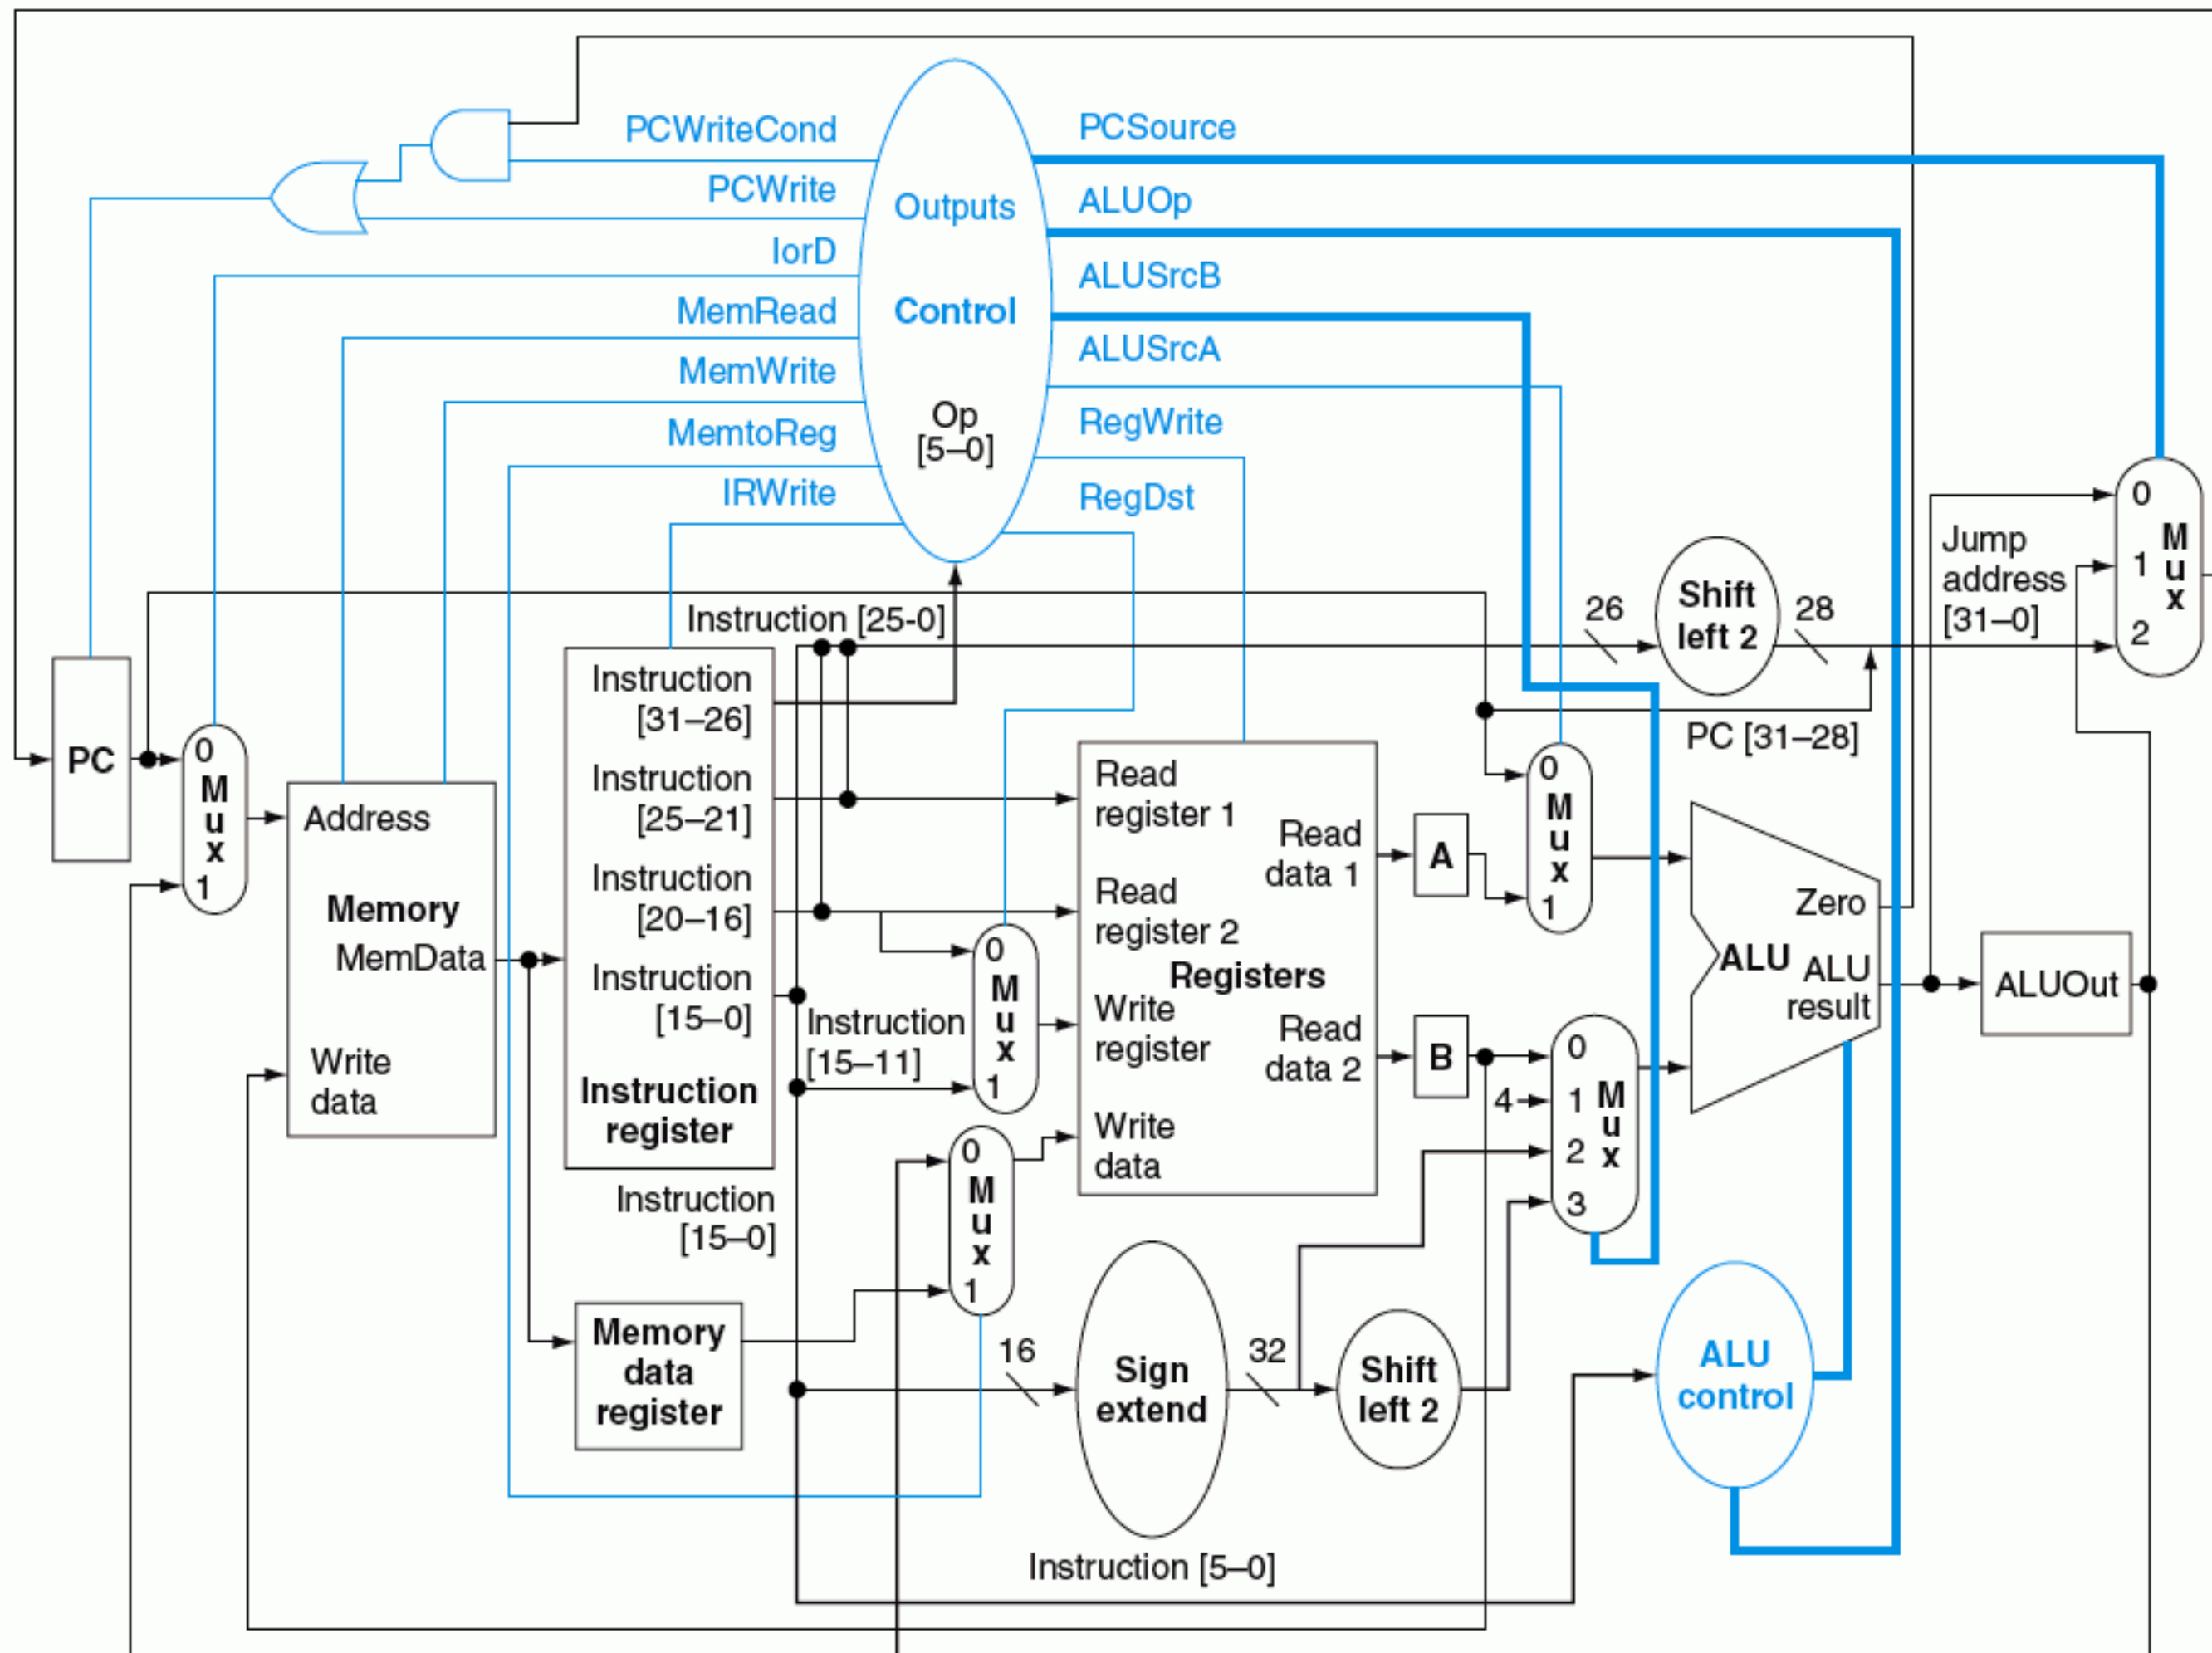 PCWriteCond
PCWrite
IorD
MemRead
MemWrite
MemtoReg
IRWrite
Outputs
Control
Op
[5–0]
PCSource
ALUOp
ALUSrcB
ALUSrcA
RegWrite
RegDst
PC
0
M
u
x
1
Address
Memory
MemData
Write
data
Instruction [25-0]
Instruction
[31–26]
Instruction
[25–21]
Instruction
[20–16]
Instruction
[15–0]
Instruction
register
Instruction
[15–0]
Memory
data
register
Instruction
[15–11]
0
M
u
x
1
0
M
u
x
1
Read
register 1
Read
register 2
Registers
Write
register
Write
data
Read
data 1
Read
data 2
A
B
4
0
M
u
x
1
0
1
2
3
M
u
x
16
Sign
extend
32
Shift
left 2
Instruction [5–0]
26
Shift
left 2
28
PC [31–28]
Jump
address
[31–0]
0
1
2
M
u
x
Zero
ALU
ALU
result
ALUOut
ALU
control